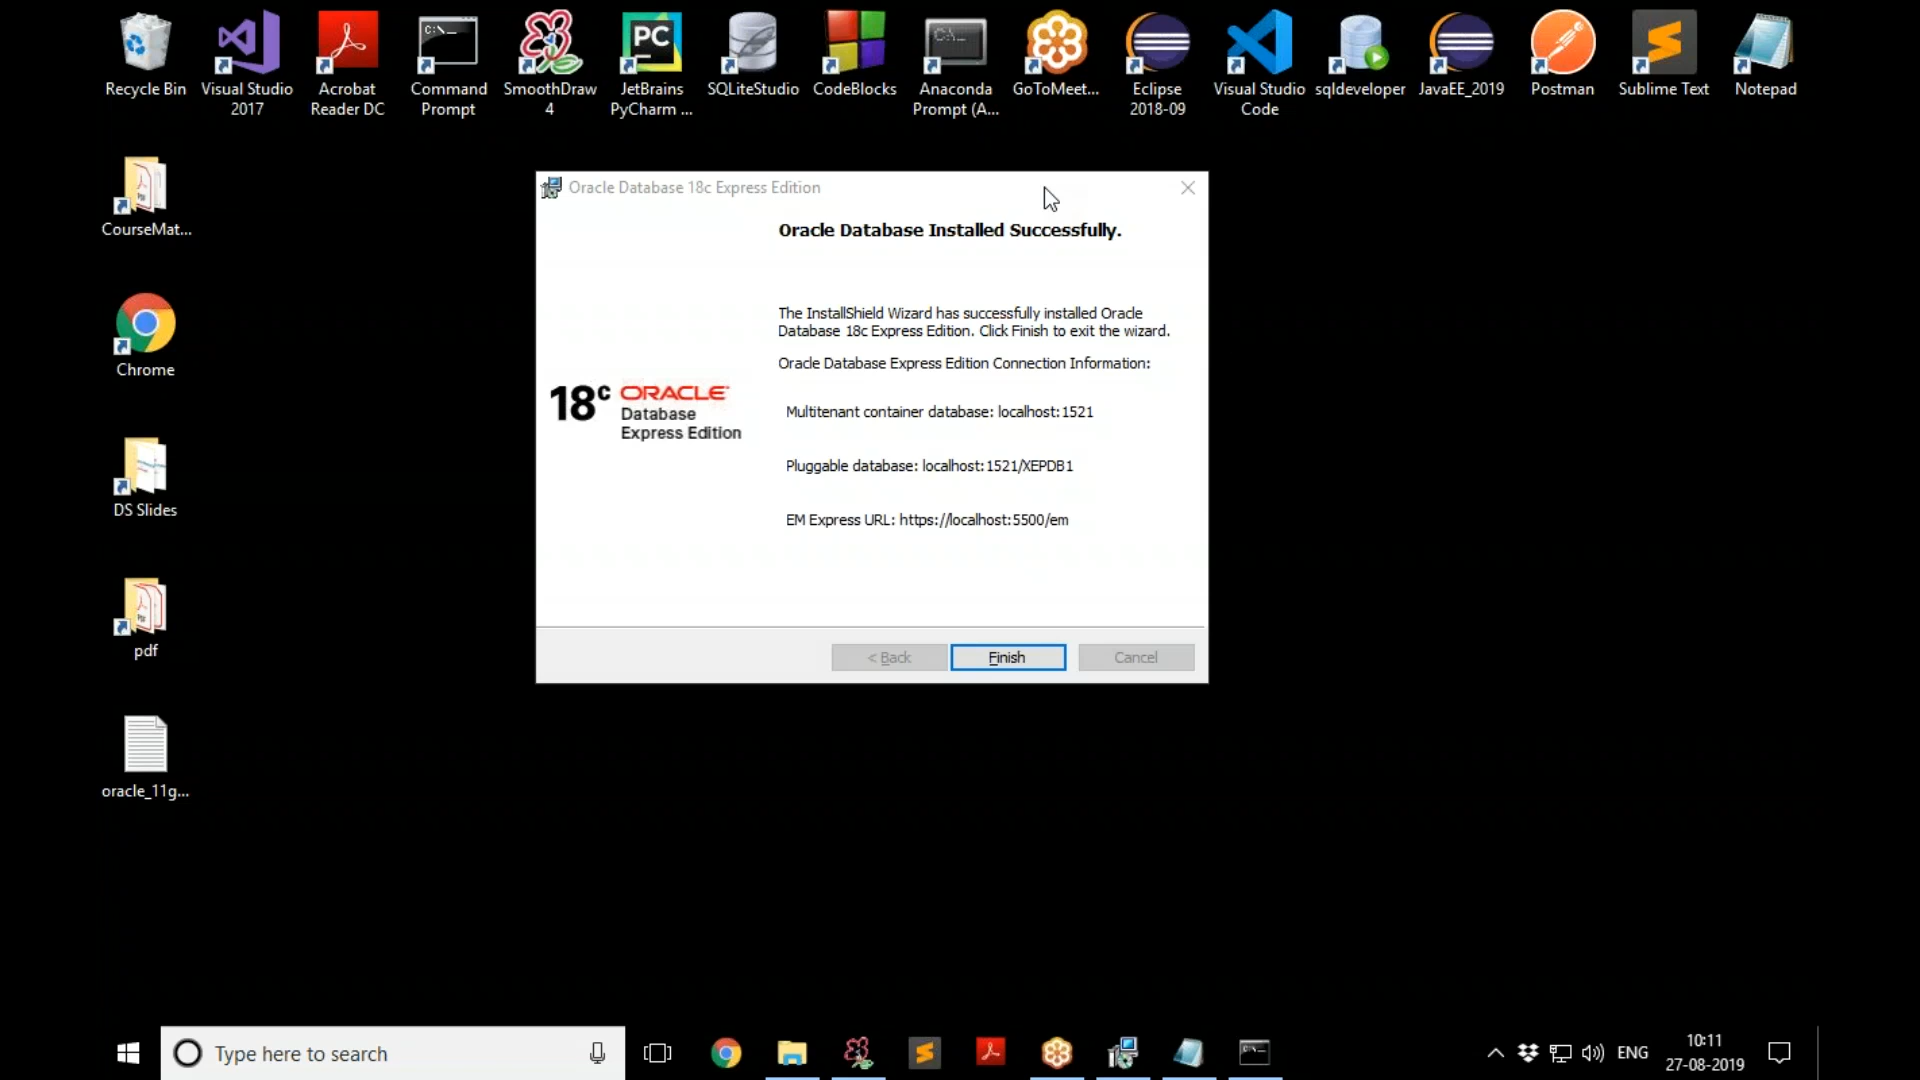 Recycle Bin
Visual Studio
2017
Acrobat
Reader DC
Command
Prompt
SmoothDraw
4
JetBrains
PyCharm ...
SQLiteStudio
CodeBlocks
Anaconda
Prompt (A...
GoToMeet...
Eclipse
2018-09
Visual Studio
Code
sqldeveloper
JavaEE_2019
Postman
Sublime Text
Notepad
PC
C:\_
CourseMat...
Chrome
DS Slides
pdf
oracle_11g...
Oracle Database 18c Express Edition
Oracle Database Installed Successfully.
The InstallShield Wizard has successfully installed Oracle
Database 18c Express Edition. Click Finish to exit the wizard.
Oracle Database Express Edition Connection Information:
18c ORACLE
Database
Express Edition
Multitenant container database: localhost:1521
Pluggable database: localhost:1521/XEPDB1
EM Express URL: https://localhost:5500/em
< Back
Finish
Cancel
Type here to search
ENG
10:11
27-08-2019